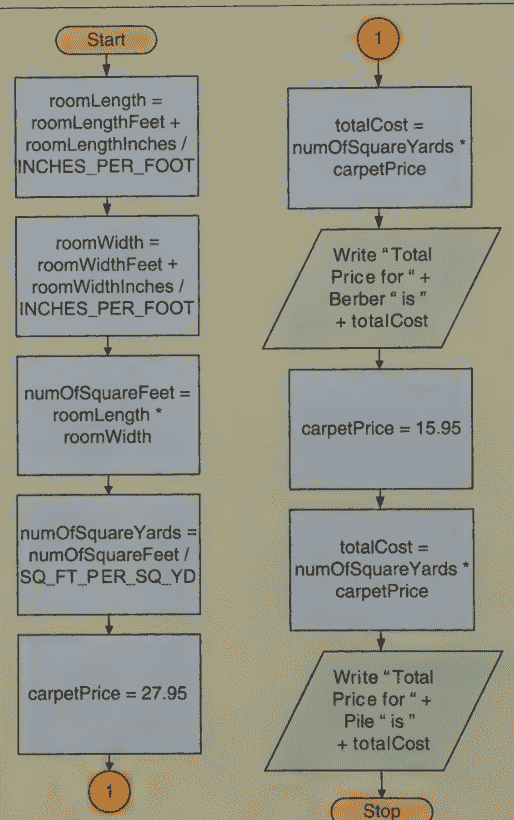 Start
roomLength =
roomLengthFeet +
roomLengthInches /
INCHES_PER_FOOT
roomWidth =
roomWidthFeet +
roomWidthInches /
INCHES_PER_FOOT
numOfSquareFeet =
roomLength *
roomWidth
numOfSquareYards =
numOfSquareFeet /
SQ_FT_PER_SQ_YD
carpetPrice = 27.95
1
1
totalCost =
numOfSquareYards *
carpetPrice
Write “Total
Price for “ +
Berber “ is ”
+ totalCost
carpetPrice = 15.95
totalCost =
numOfSquareYards *
carpetPrice
Write “Total
Price for “ +
Pile “ is ”
+ totalCost
Stop